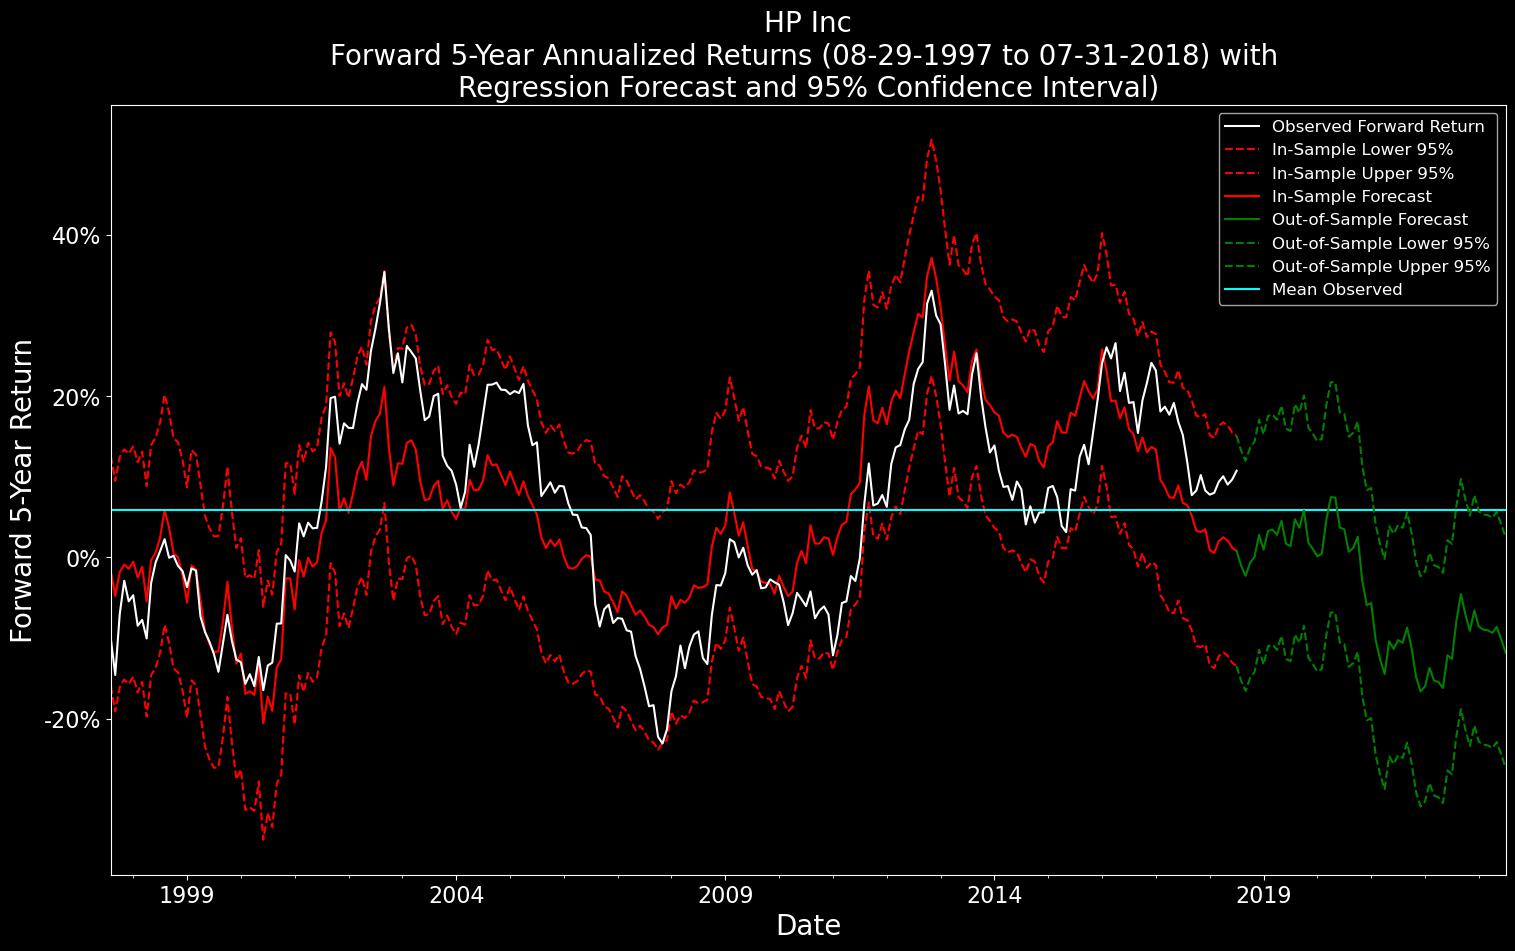 HP Inc
Forward 5-Year Annualized Returns (08-29-1997 to 07-31-2018) with
Regression Forecast and 95% Confidence Interval)
Observed Forward Return
In-Sample Lower 95%
In-Sample Upper 95%
In-Sample Forecast
Out-of-Sample Forecast
Out-of-Sample Lower 95%
Out-of-Sample Upper 95%
Mean Observed
Forward 5-Year Return
40%
20%
0%
-20%
1999 2004 2009 2014 2019
Date